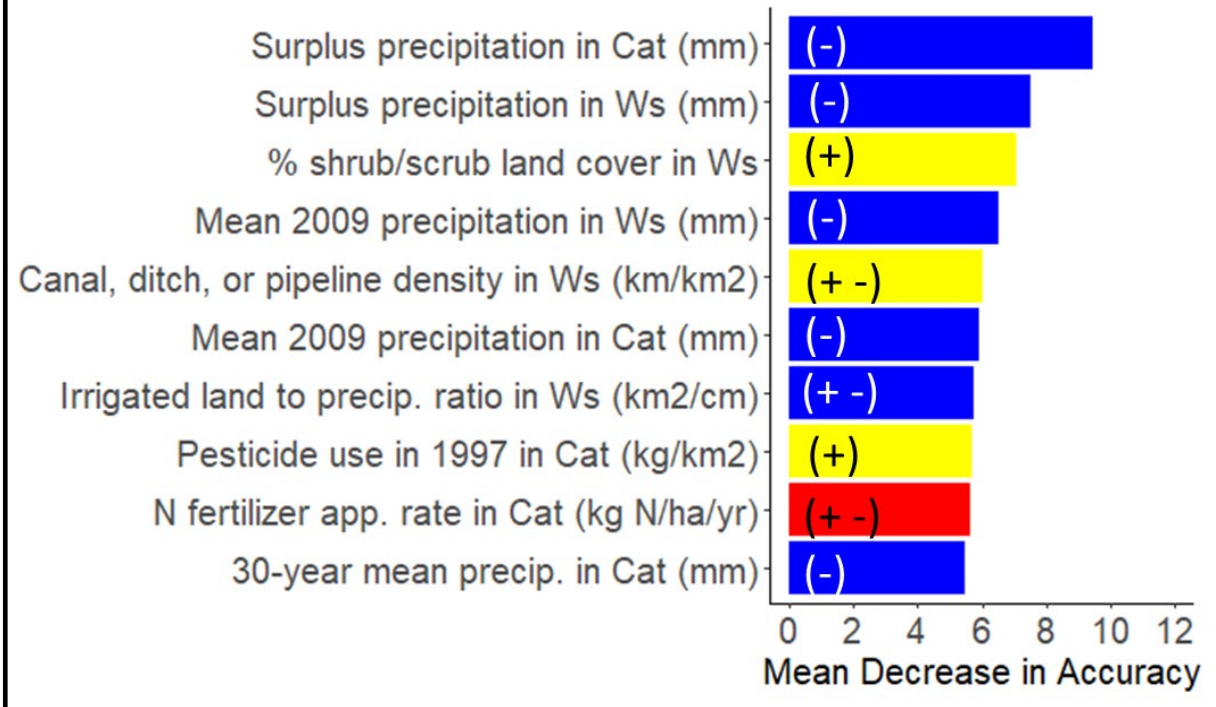 Surplus precipitation in Cat (mm) (-)
Surplus precipitation in Ws (mm) (-)
% shrub/scrub land cover in Ws (+)
Mean 2009 precipitation in Ws (mm) (-)
Canal, ditch, or pipeline density in Ws (km/km2) (+ -)
Mean 2009 precipitation in Cat (mm) (-)
Irrigated land to precip. ratio in Ws (km2/cm) (+ -)
Pesticide use in 1997 in Cat (kg/km2) (+)
N fertilizer app. rate in Cat (kg N/ha/yr) (+ -)
30-year mean precip. in Cat (mm) (-)
0 2 4 6 8 10 12
Mean Decrease in Accuracy